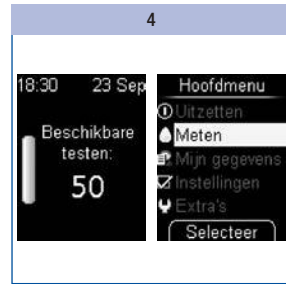 4
18:30 23 Sep
Beschikbare
testen:
50
Hoofdmenu
Uitzetten
Meten
Mijn gegevens
Instellingen
Extra's
Selecteer